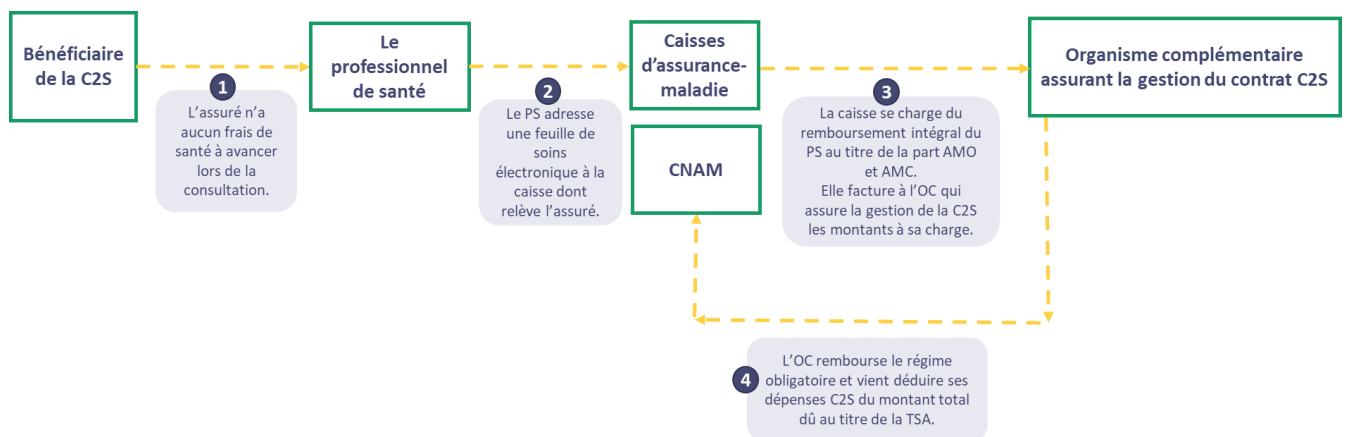 Bénéficiaire
de la C2S
Le
professionnel
de santé
Caisses
d’assurance-
maladie
Organisme complémentaire
assurant la gestion du contrat C2S
1
L’assuré n’a
aucun frais de
santé à avancer
lors de la
consultation.
2
Le PS adresse
une feuille de
soins
électronique à la
caisse dont
relève l’assuré.
CNAM
3
La caisse se charge du
remboursement intégral du
PS au titre de la part AMO
et AMC.
Elle facture à l’OC qui
assure la gestion de la C2S
les montants à sa charge.
4
L’OC rembourse le régime
obligatoire et vient déduire ses
dépenses C2S du montant total
dû au titre de la TSA.